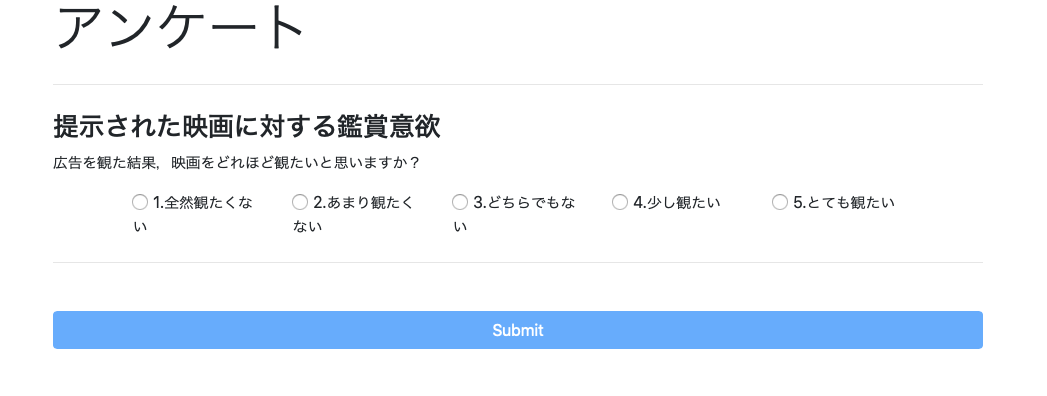 アンケート
提示された映画に対する鑑賞意欲
広告を観た結果, 映画をどれほど観たいと思いますか？
1.全然観たくな 2.あまり観たく 3.どちらでもな 4.少し観たい 5.とても観たい
い ない い
Submit